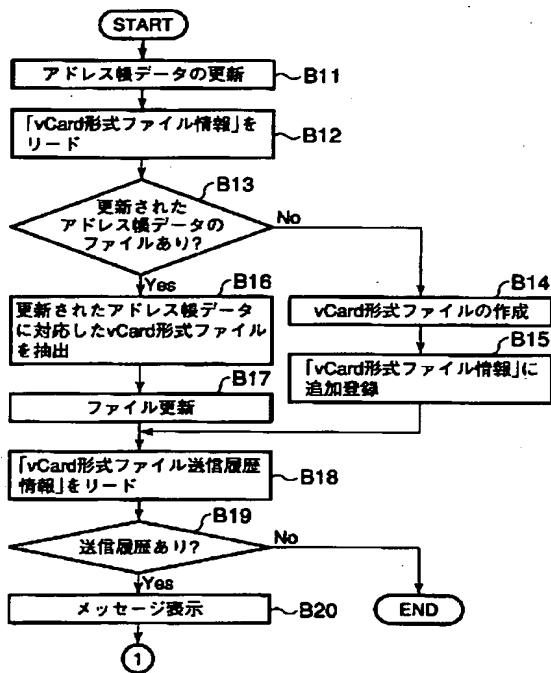 START
アドレス帳データの更新
B11
「vCard形式ファイル情報」を
リード
B12
B13
更新された
アドレス帳データの
ファイルあり?
No
Yes
B16
更新されたアドレス帳データ
に対応したvCard形式ファイル
を抽出
B14
vCard形式ファイルの作成
B15
「vCard形式ファイル情報」に
追加登録
B17
ファイル更新
「vCard形式ファイル送信履歴
情報」をリード
B18
B19
送信履歴あり?
No
Yes
メッセージ表示
B20
END
1